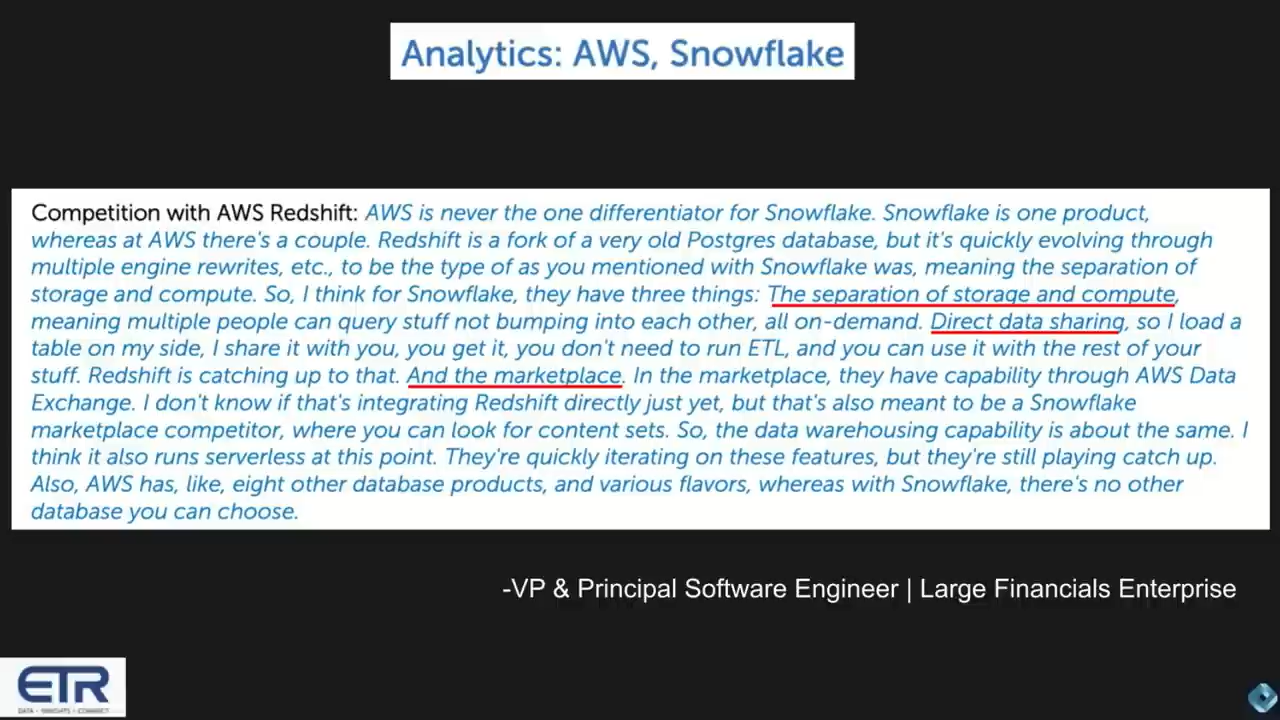 Analytics: AWS, Snowflake
Competition with AWS Redshift: AWS is never the one differentiator for Snowflake. Snowflake is one product,
whereas at AWS there's a couple. Redshift is a fork of a very old Postgres database, but it's quickly evolving through
multiple engine rewrites, etc., to be the type of as you mentioned with Snowflake was, meaning the separation of
storage and compute. So, I think for Snowflake, they have three things: The separation of storage and compute,
meaning multiple people can query stuff not bumping into each other, all on-demand. Direct data sharing, so I load a
table on my side, I share it with you, you get it, you don't need to run ETL, and you can use it with the rest of your
stuff. Redshift is catching up to that. And the marketplace. In the marketplace, they have capability through AWS Data
Exchange. I don't know if that's integrating Redshift directly just yet, but that's also meant to be a Snowflake
marketplace competitor, where you can look for content sets. So, the data warehousing capability is about the same. I
think it also runs serverless at this point. They're quickly iterating on these features, but they're still playing catch up.
Also, AWS has, like, eight other database products, and various flavors, whereas with Snowflake, there's no other
database you can choose.
-VP & Principal Software Engineer | Large Financials Enterprise
ETR
DATA • INSIGHTS • CONNECT